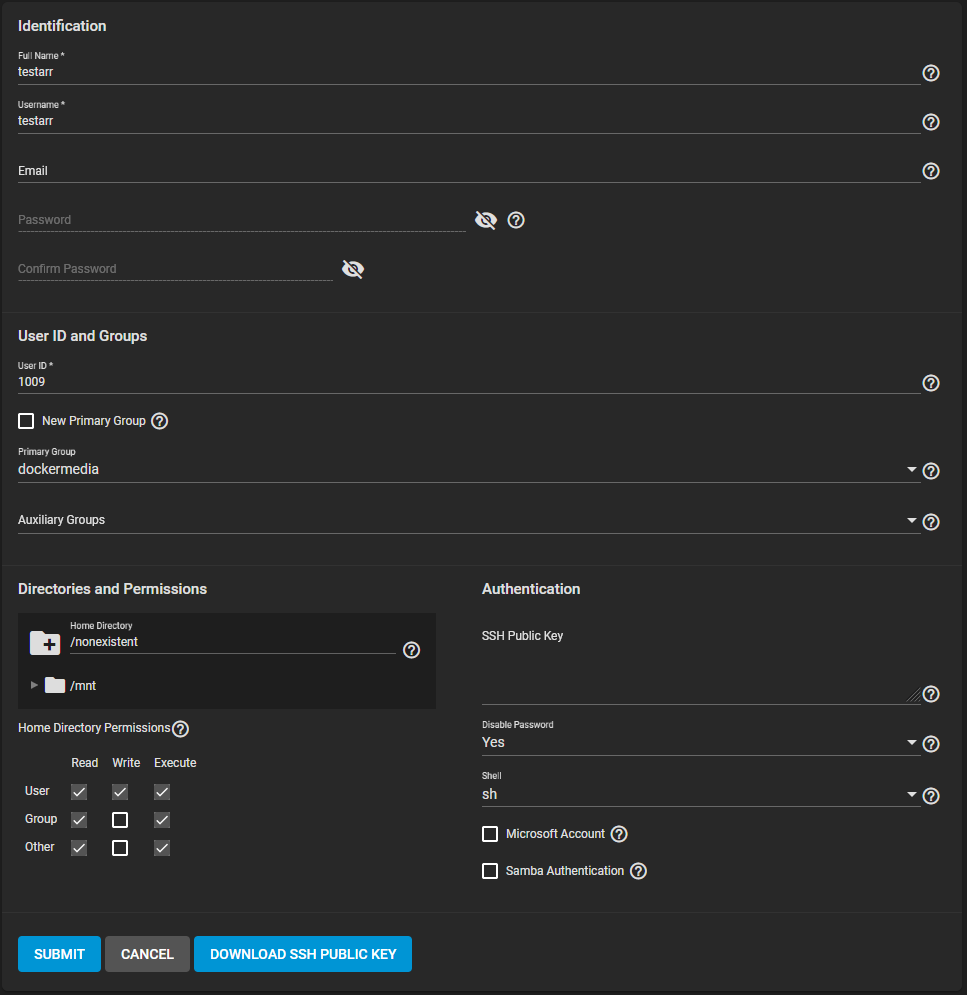 Identification
Full Name *
testarr
Username *
testarr
Email
Password
Confirm Password
User ID and Groups
User ID *
1009
New Primary Group
Primary Group
dockermedia
Auxiliary Groups
Directories and Permissions
Home Directory
/nonexistent
/mnt
Home Directory Permissions
Read Write Execute
User
Group
Other
Authentication
SSH Public Key
Disable Password
Yes
Shell
sh
Microsoft Account
Samba Authentication
SUBMIT CANCEL DOWNLOAD SSH PUBLIC KEY